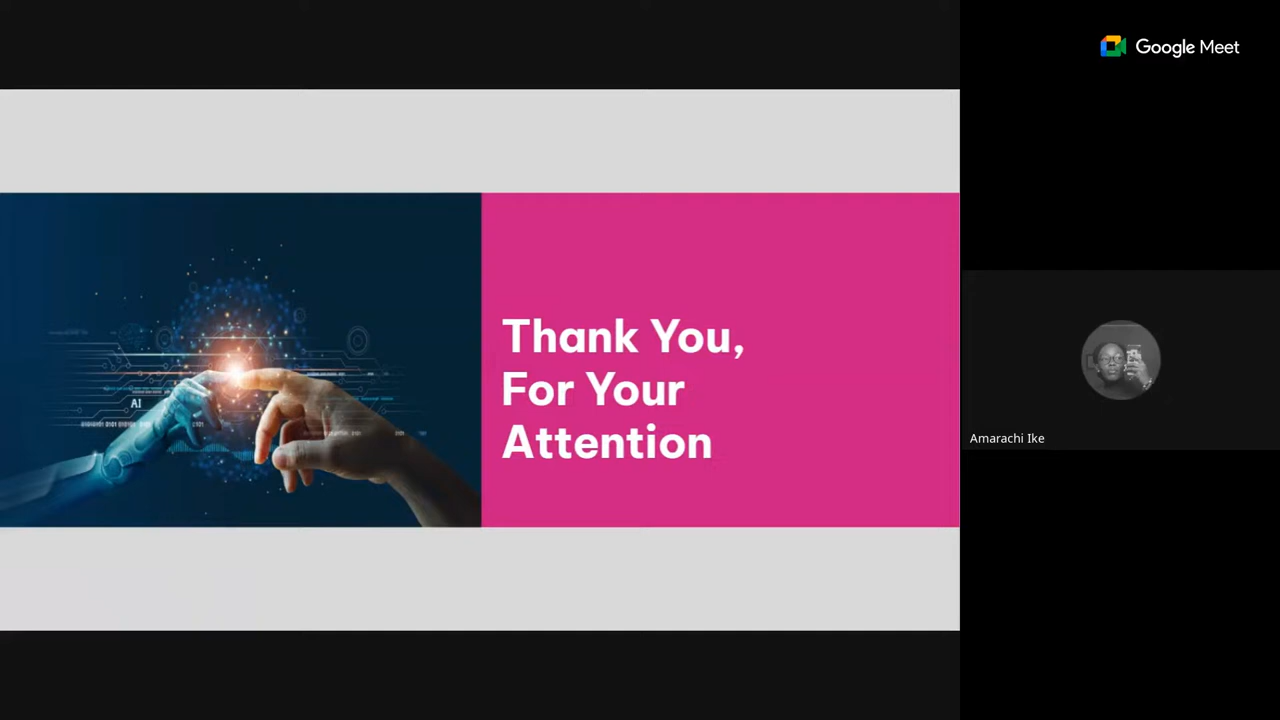 Google Meet
Thank You,
For Your
Attention
AI
Amarachi Ike